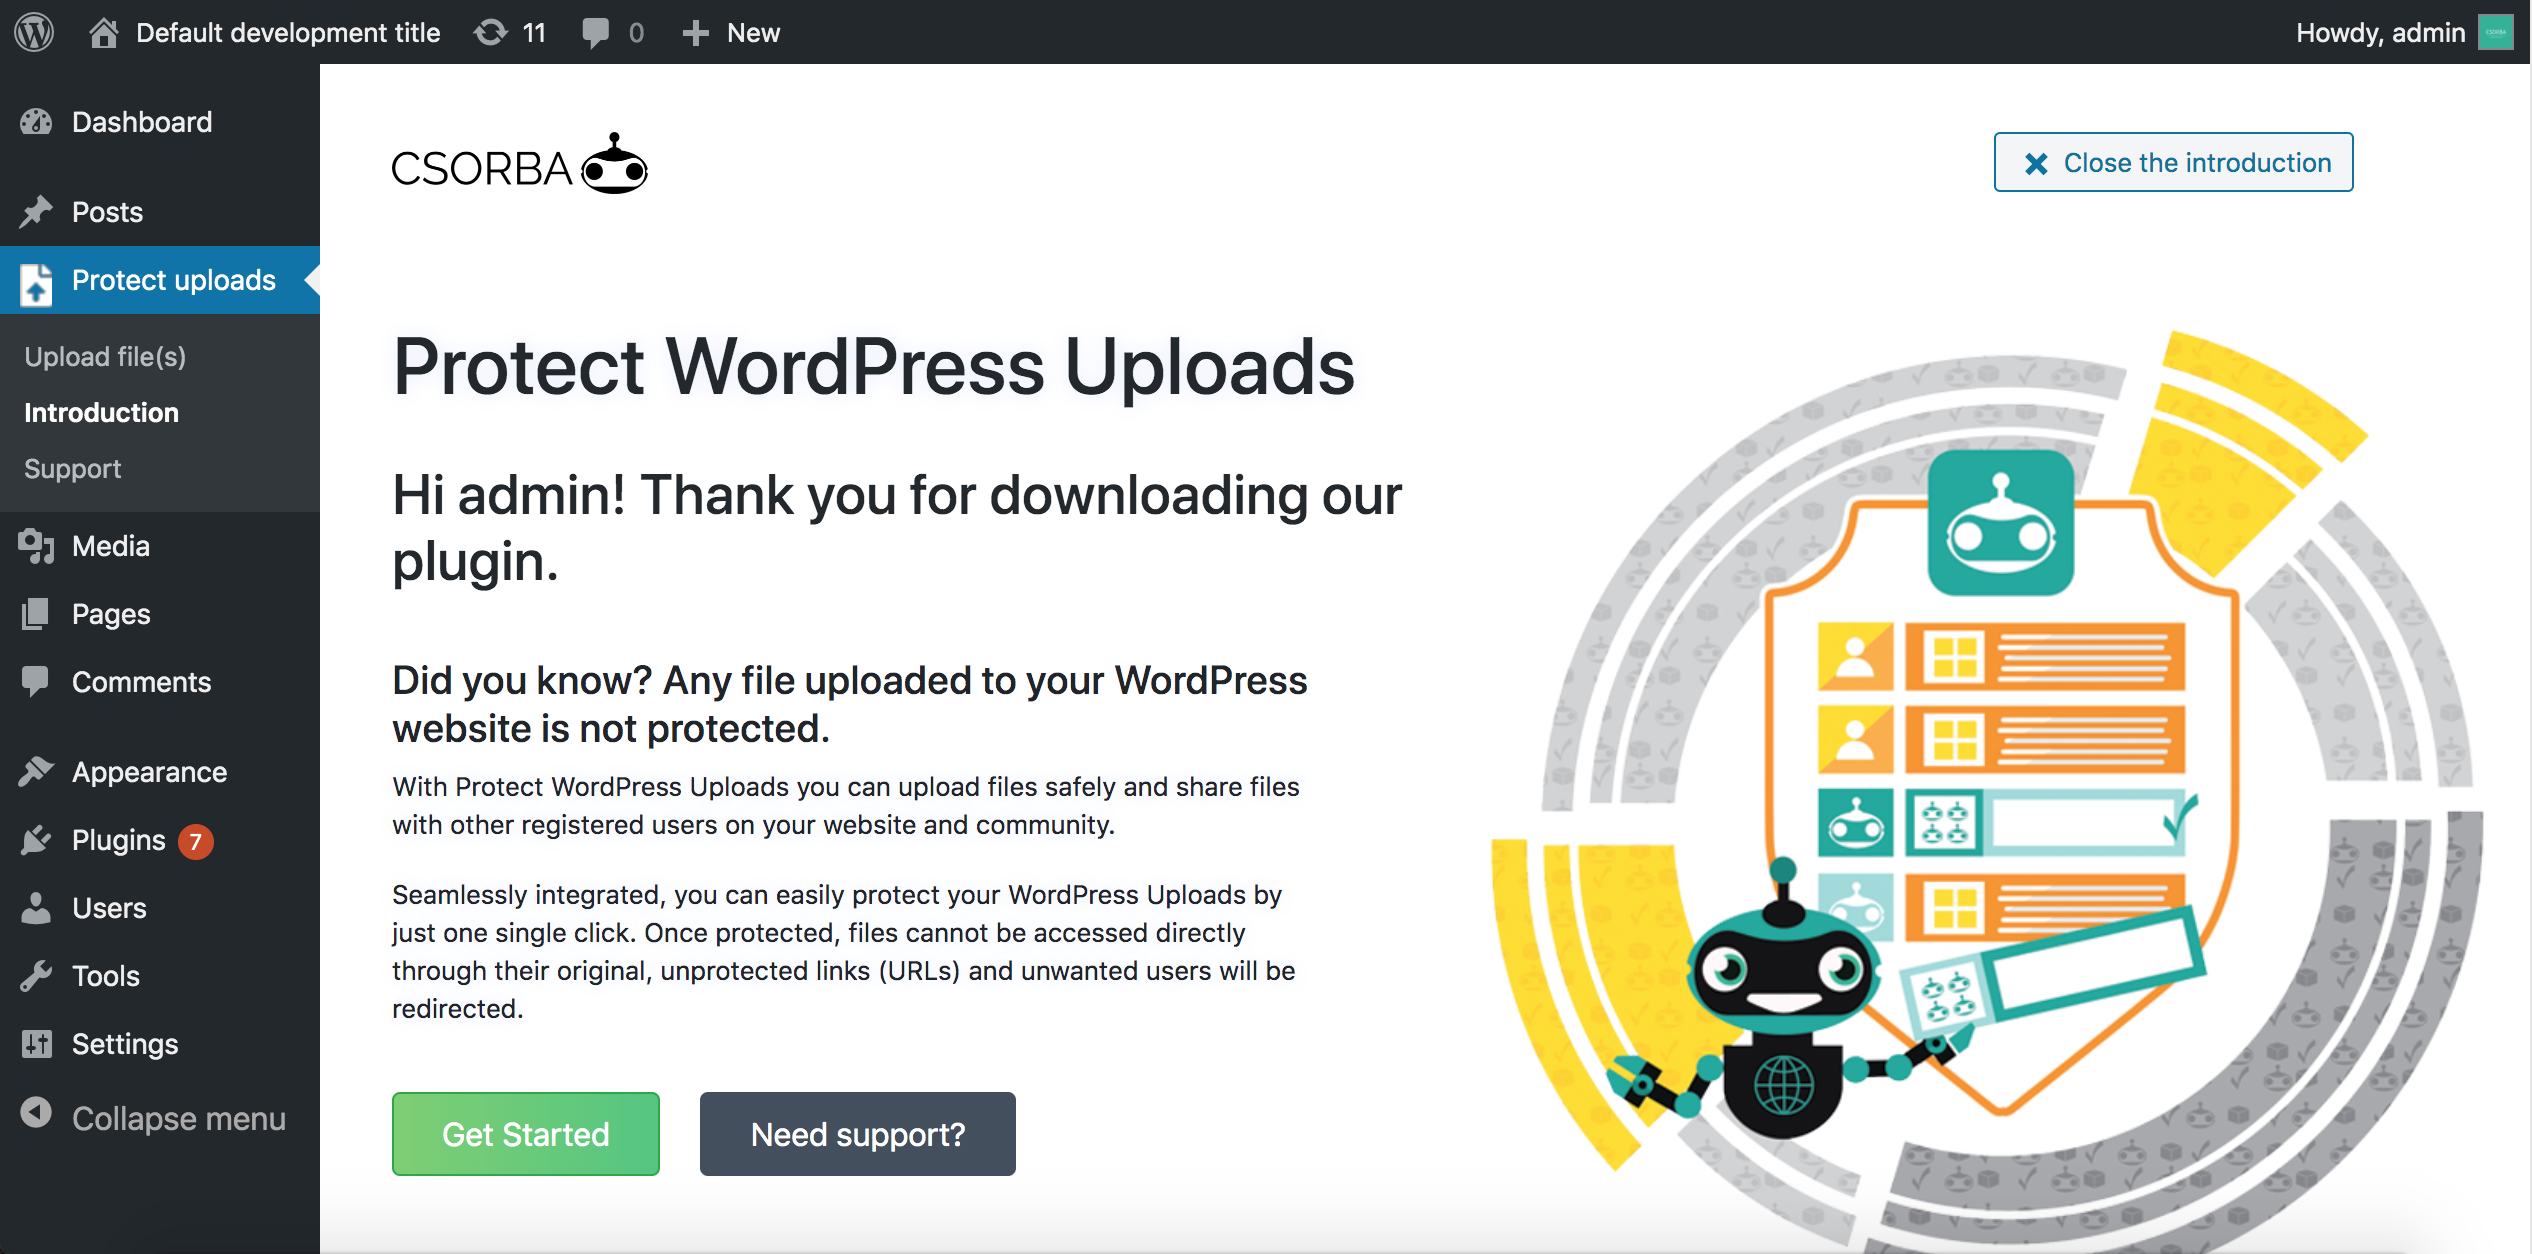 Default development title 11 0 New Howdy, admin
Dashboard
Posts
Protect uploads
Upload file(s)
Introduction
Support
Media
Pages
Comments
Appearance
Plugins 7
Users
Tools
Settings
Collapse menu
CSORBA
Close the introduction
Protect WordPress Uploads
Hi admin! Thank you for downloading our
plugin.
Did you know? Any file uploaded to your WordPress
website is not protected.
With Protect WordPress Uploads you can upload files safely and share files
with other registered users on your website and community.
Seamlessly integrated, you can easily protect your WordPress Uploads by
just one single click. Once protected, files cannot be accessed directly
through their original, unprotected links (URLs) and unwanted users will be
redirected.
Get Started
Need support?